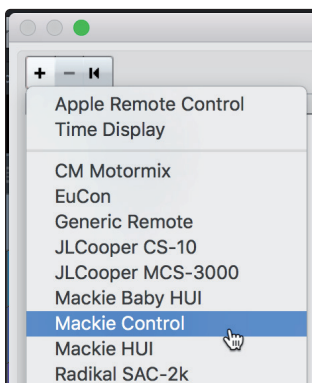 Apple Remote Control
Time Display
CM Motormix
EuCon
Generic Remote
JLCooper CS-10
JLCooper MCS-3000
Mackie Baby HUI
Mackie Control
Mackie HUI
Radikal SAC-2k